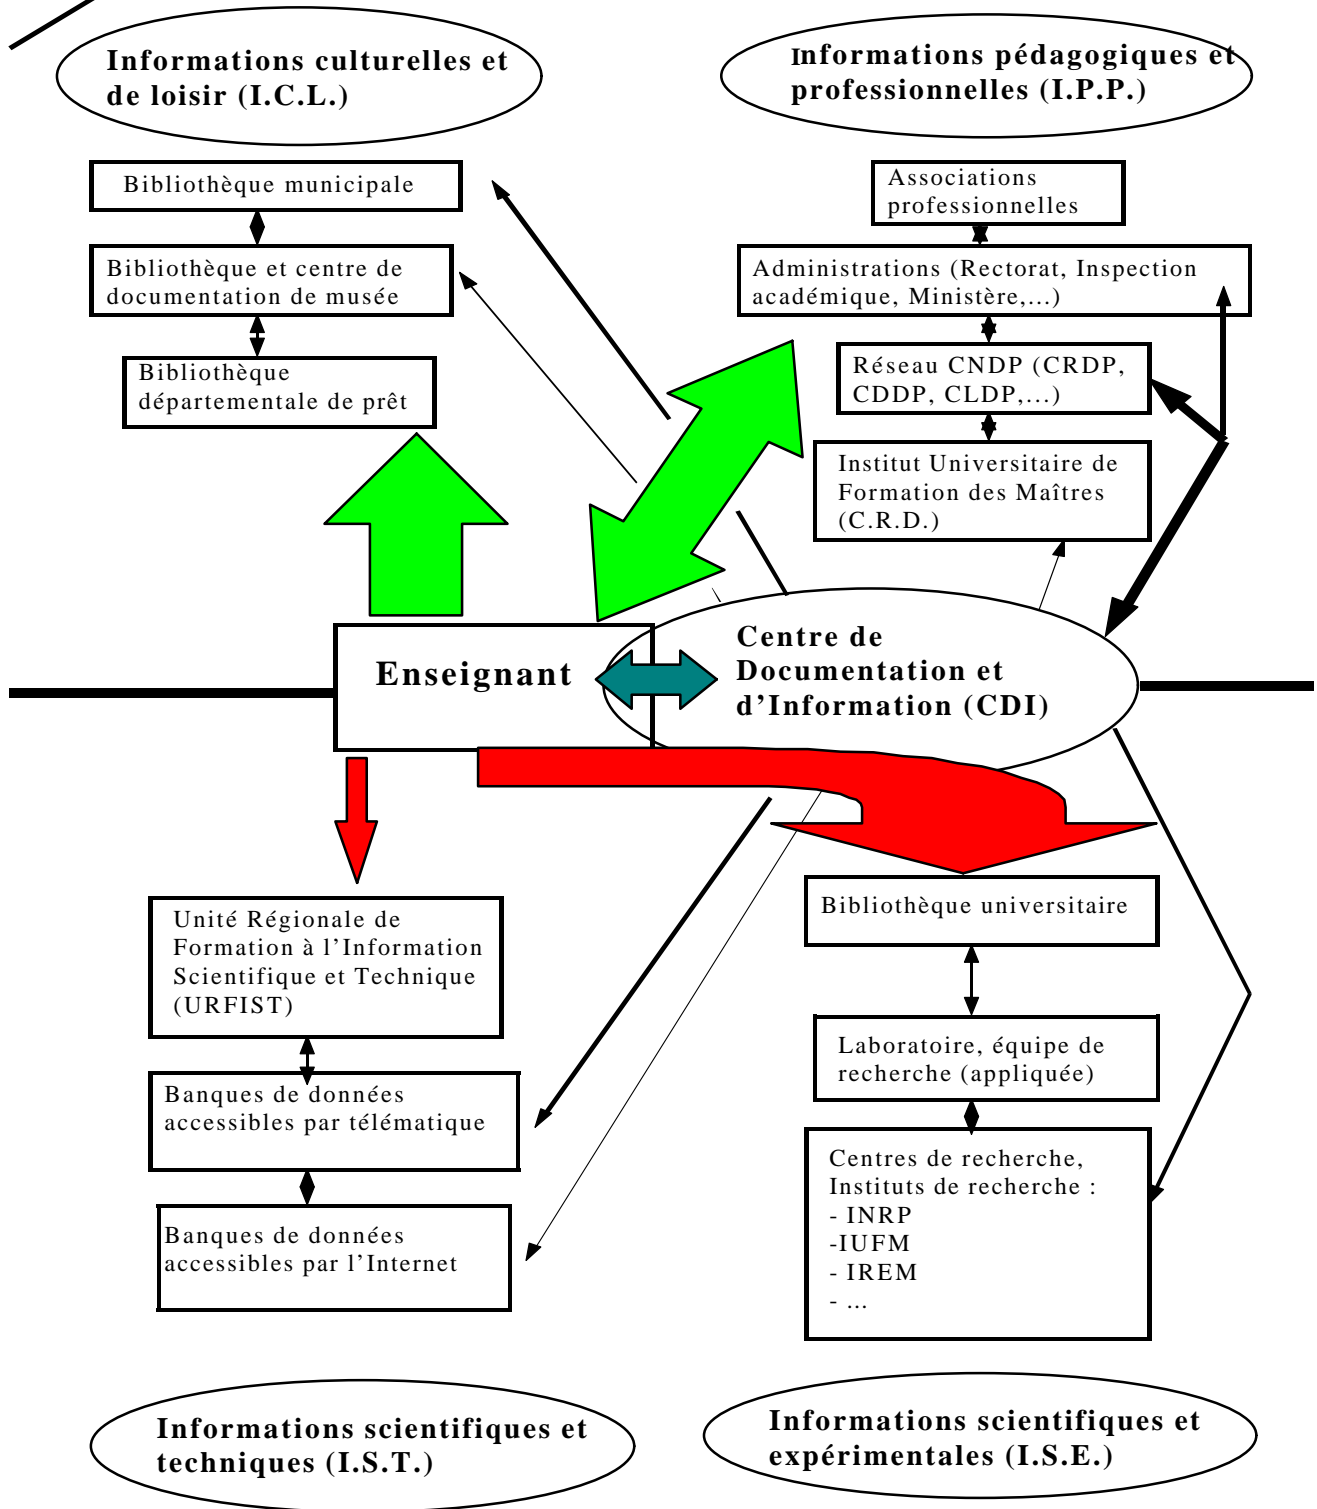 Informations culturelles et
de loisir (I.C.L.)
Informations pédagogiques et
professionnelles (I.P.P.)
Bibliothèque municipale
Bibliothèque et centre de
documentation de musée
Bibliothèque
départementale de prêt
Associations
professionnelles
Administrations (Rectorat, Inspection
académique, Ministère,...)
Réseau CNDP (CRDP,
CDDP, CLDP,...)
Institut Universitaire de
Formation des Maîtres
(C.R.D.)
Enseignant
Centre de
Documentation et
d’Information (CDI)
Unité Régionale de
Formation à l’Information
Scientifique et Technique
(URFIST)
Banques de données
accessibles par télématique
Banques de données
accessibles par l’Internet
Bibliothèque universitaire
Laboratoire, équipe de
recherche (appliquée)
Centres de recherche,
Instituts de recherche :
- INRP
-IUFM
- IREM
- ...
Informations scientifiques et
techniques (I.S.T.)
Informations scientifiques et
expérimentales (I.S.E.)